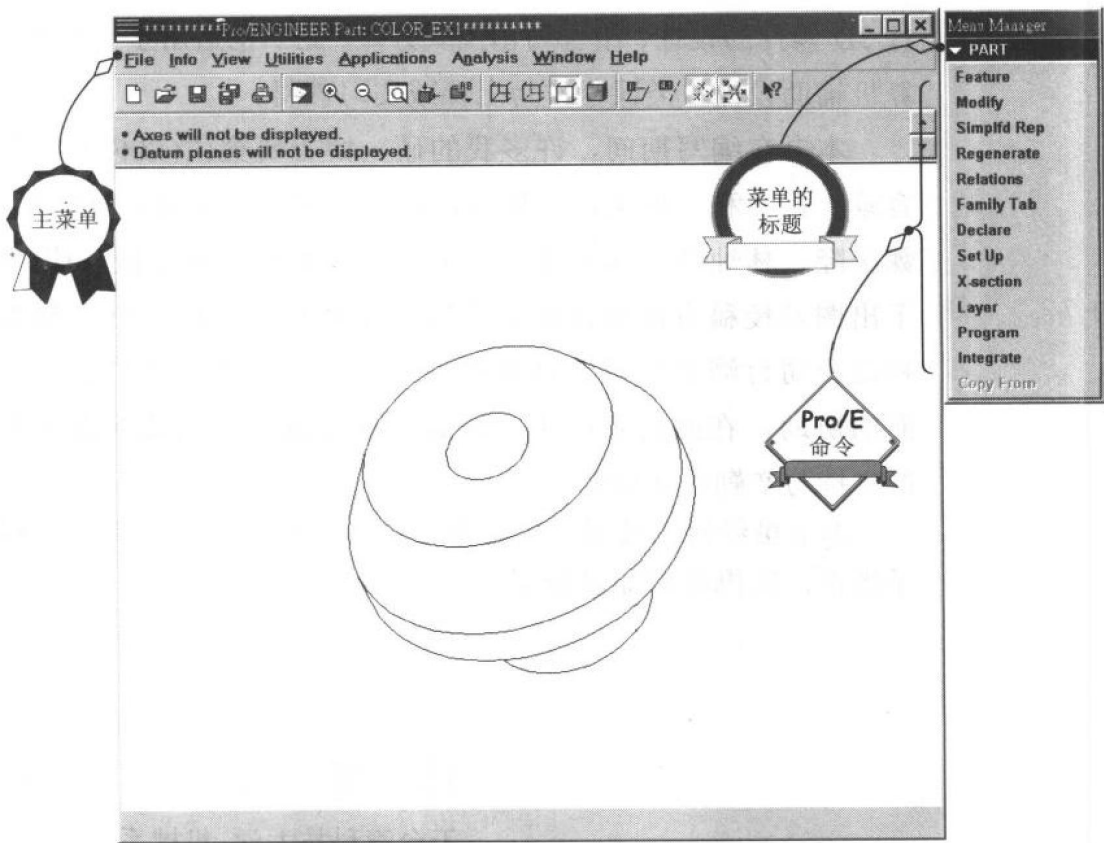 **********Pro/ENGINEER Part: COLOR_EX1**********
File Info View Utilities Applications Analysis Window Help
• Axes will not be displayed.
• Datum planes will not be displayed.
主菜单
菜单的
标题
Pro/E
命令
Menu Manager
PART
Feature
Modify
Simplfd Rep
Regenerate
Relations
Family Tab
Declare
Set Up
X-section
Layer
Program
Integrate
Copy From